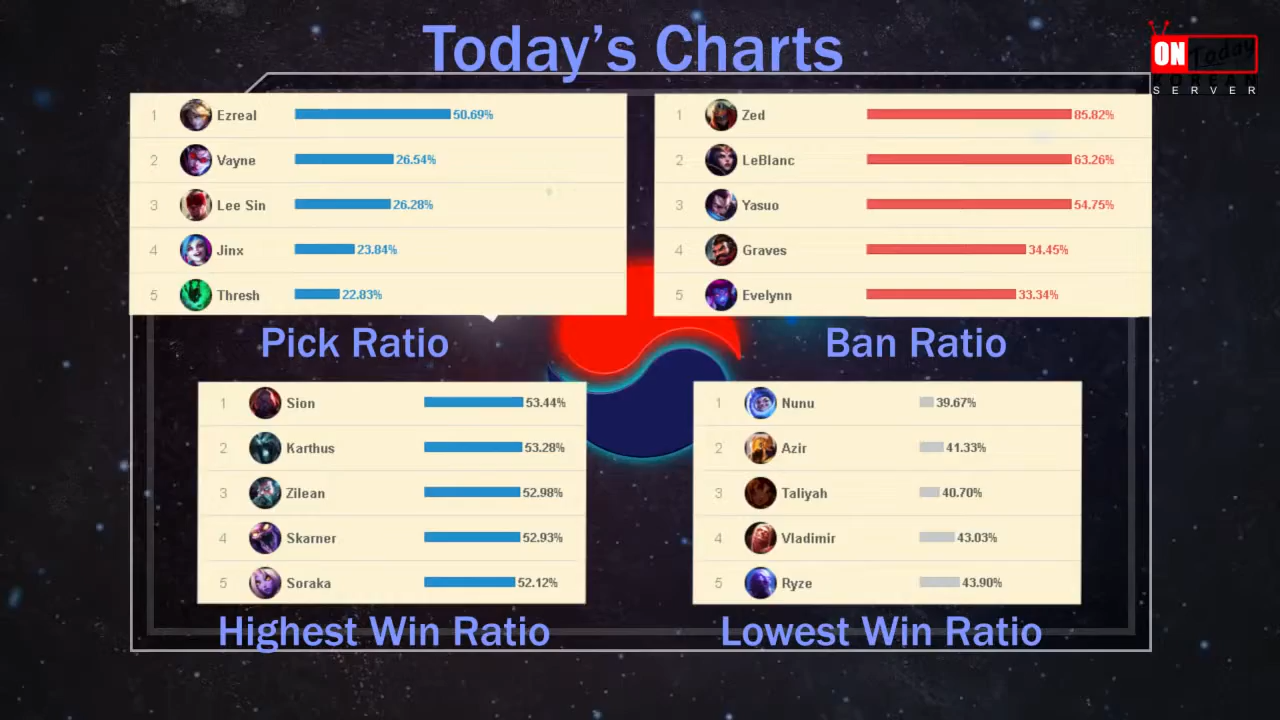 Today's Charts
ON Today
KOREAN
SERVER
1 Ezreal 50.69%
2 Vayne 26.54%
3 Lee Sin 26.28%
4 Jinx 23.84%
5 Thresh 22.83%
Pick Ratio
1 Zed 85.82%
2 LeBlanc 63.26%
3 Yasuo 54.75%
4 Graves 34.45%
5 Evelynn 33.34%
Ban Ratio
1 Sion 53.44%
2 Karthus 53.28%
3 Zilean 52.98%
4 Skarner 52.93%
5 Soraka 52.12%
Highest Win Ratio
1 Nunu 39.67%
2 Azir 41.33%
3 Taliyah 40.70%
4 Vladimir 43.03%
5 Ryze 43.90%
Lowest Win Ratio